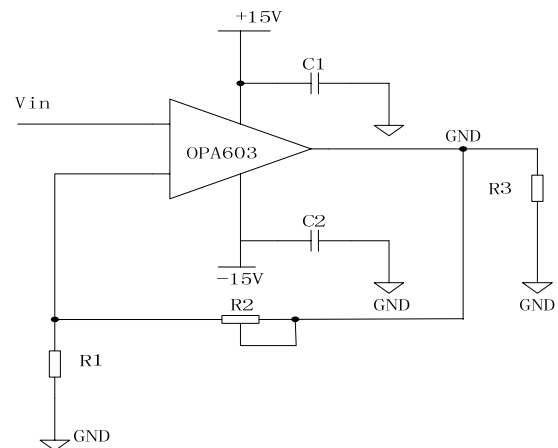 +15V
C1
Vin
GND
OPA603
R3
C2
-15V
GND
GND
R2
R1
GND